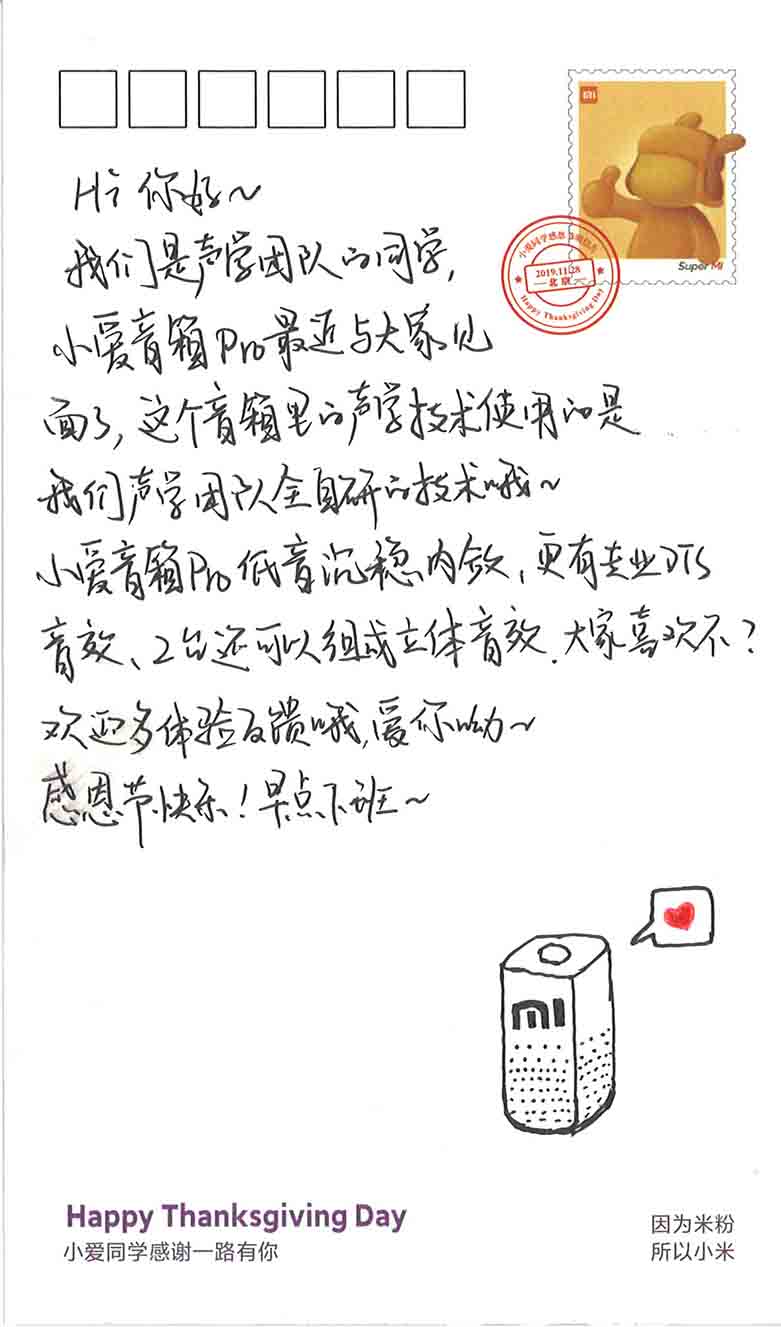 MI
Super MI
小爱同学感恩
2019.11.28
北京
Happy Thanksgiving Day
Hi 你好~
我们是声学团队的同学,
小爱音箱Pro最近与大家见
面了, 这个音箱里的声学技术使用的是
我们声学团队全自研的技术哦~
小爱音箱Pro低音沉稳内敛, 更有专业DTS
音效、2台还可以组成立体音效. 大家喜欢不?
欢迎多体验反馈哦, 爱你呦~
感恩节快乐! 早点下班~
MI
Happy Thanksgiving Day
小爱同学感谢一路有你
因为米粉
所以小米